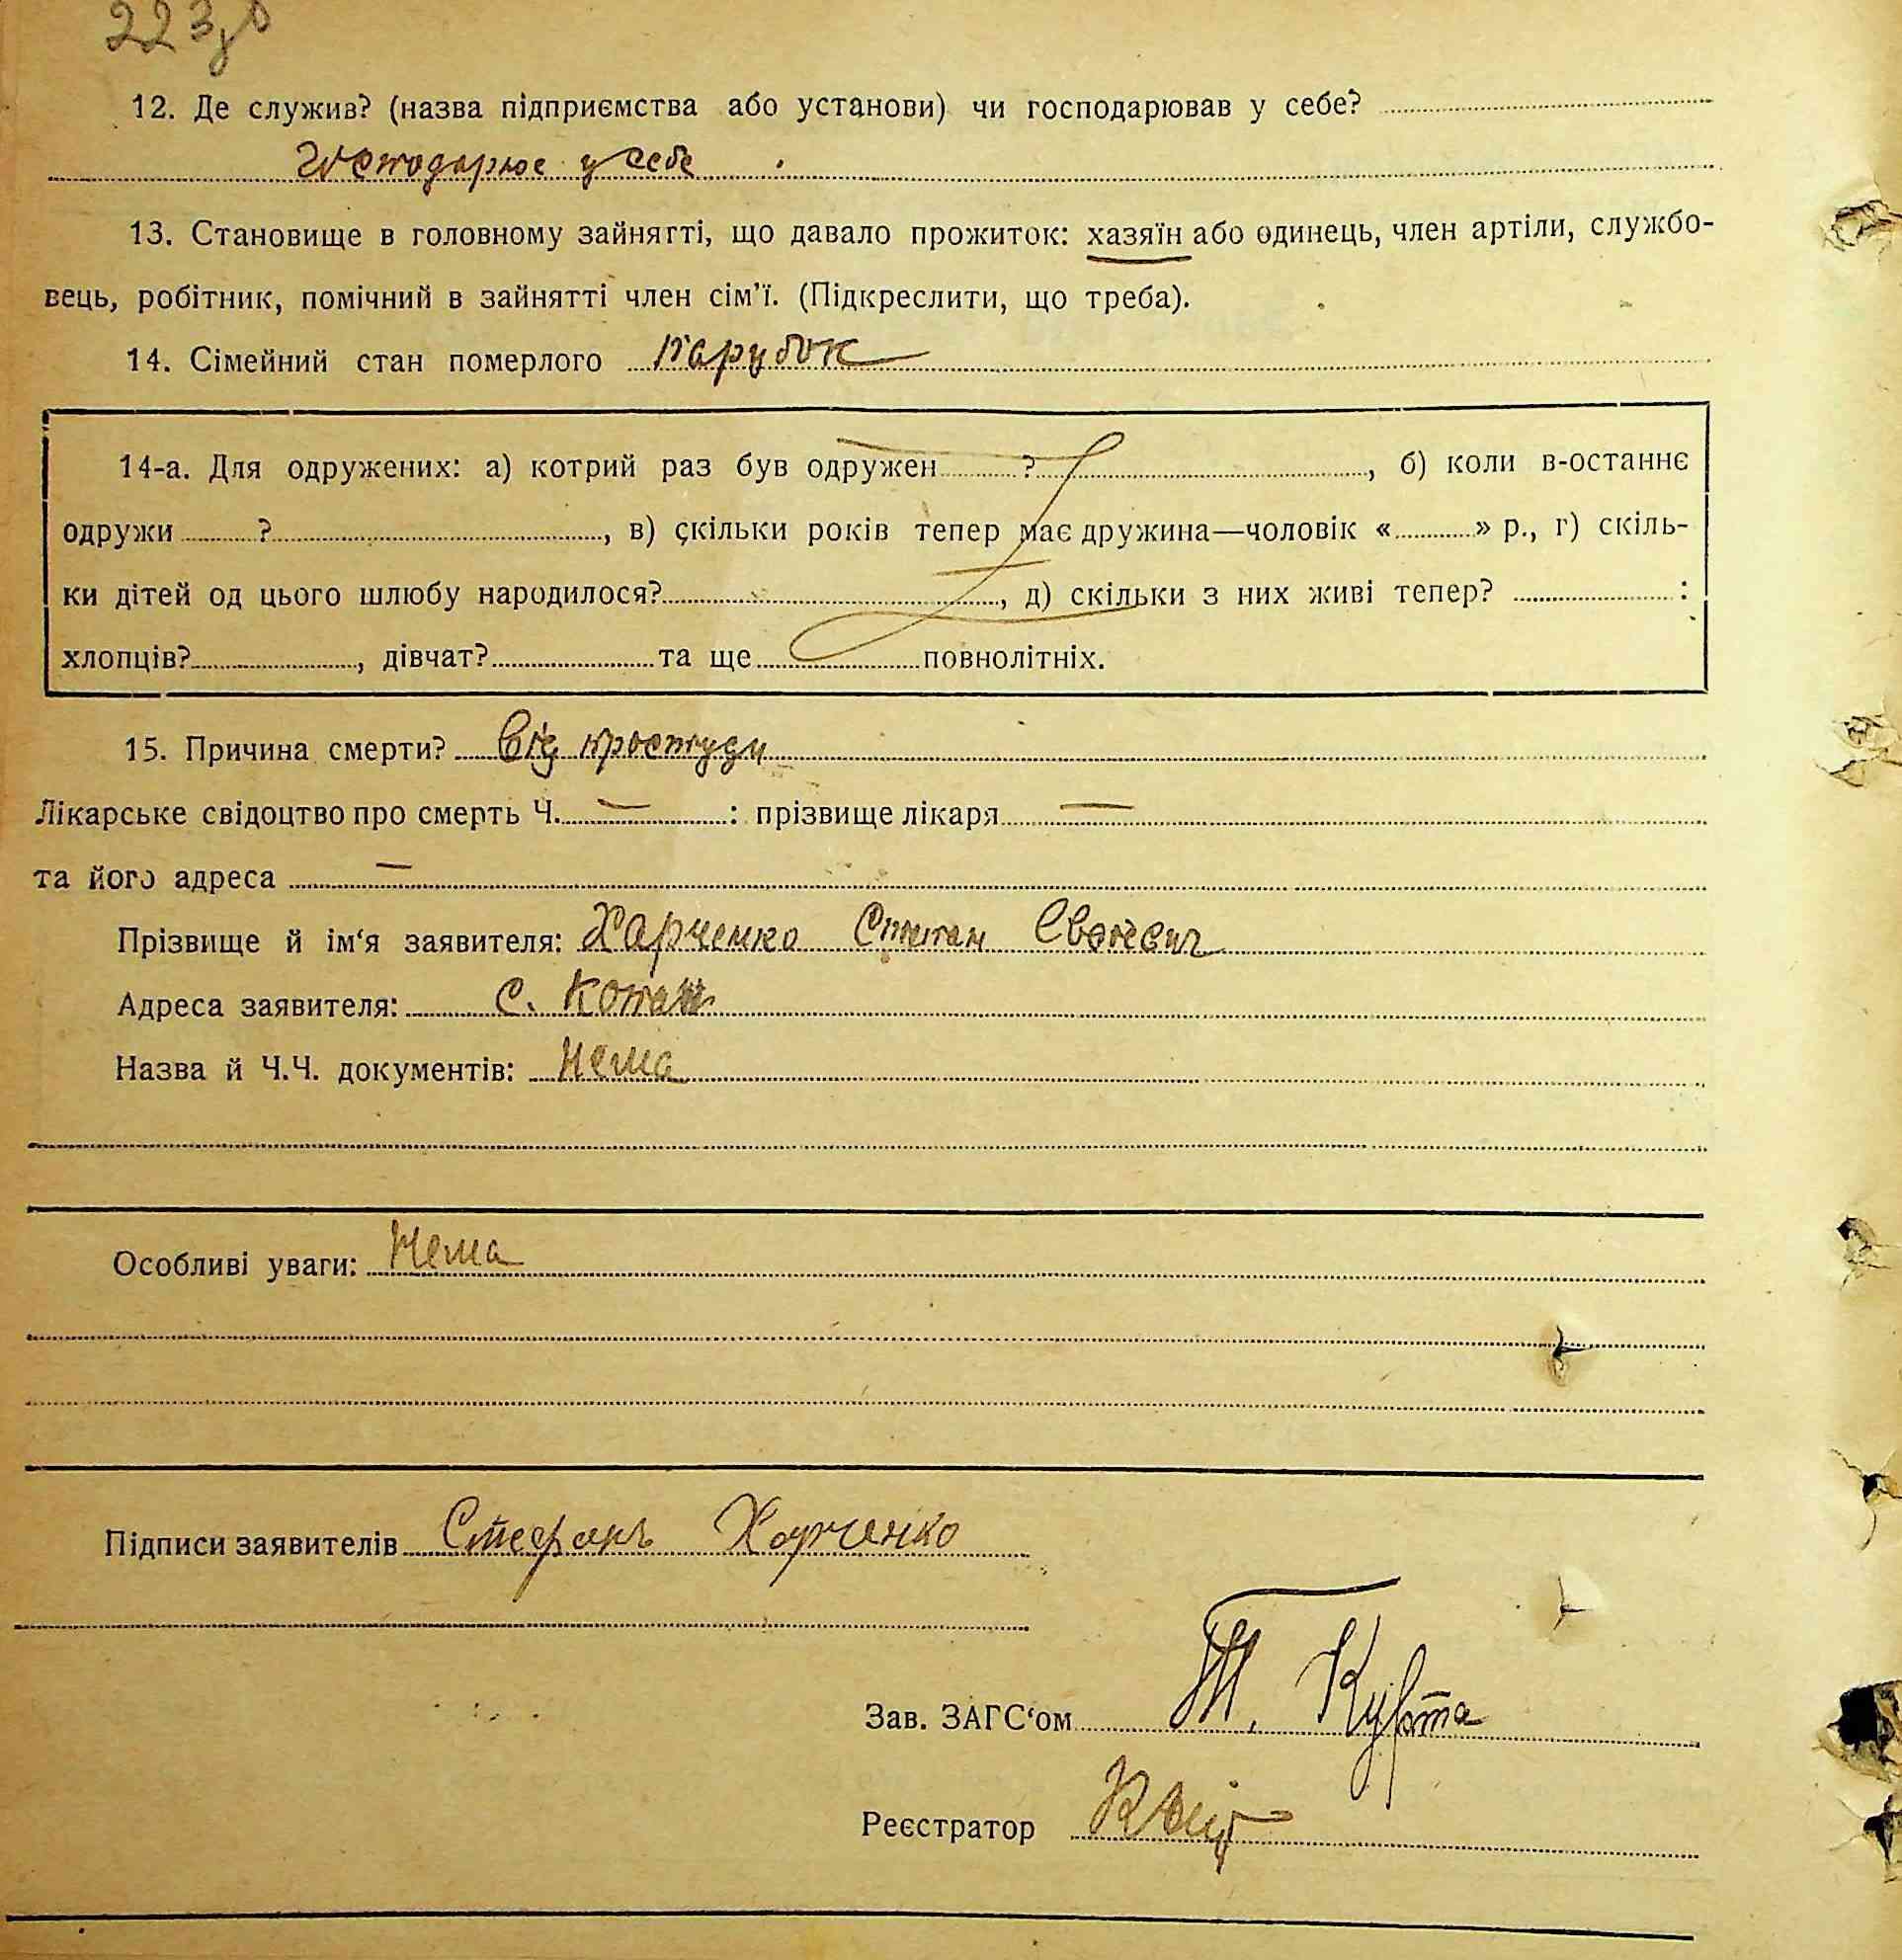 223
12. Де служив? (назва підприємства або установи) чи господарював у себе?
господарює у себе
13. Становище в головному зайнятті, що давало прожиток: хазяїн або одинець, член артіли, службо-
вець, робітник, помічний в зайнятті член сім'ї. (Підкреслити, що треба).
14. Сімейний стан померлого парубок
14-а. Для одружених: а) котрий раз був одружен ? , б) коли в-останнє
одружи ? , в) скільки років тепер має дружина—чоловік « » р., г) скіль-
ки дітей од цього шлюбу народилося? , д) скільки з них живі тепер? :
хлопців? , дівчат? та ще повнолітніх.
15. Причина смерти? Від простуди
Лікарське свідоцтво про смерть Ч. — : прізвище лікаря —
та його адреса —
Прізвище й ім'я заявителя: Харченко Степан
Адреса заявителя: с.
Назва й Ч.Ч. документів: Нема
Особливі уваги: Нема
Підписи заявителів Стефанъ Харченко
Зав. ЗАГС'ом Т.
Реєстратор